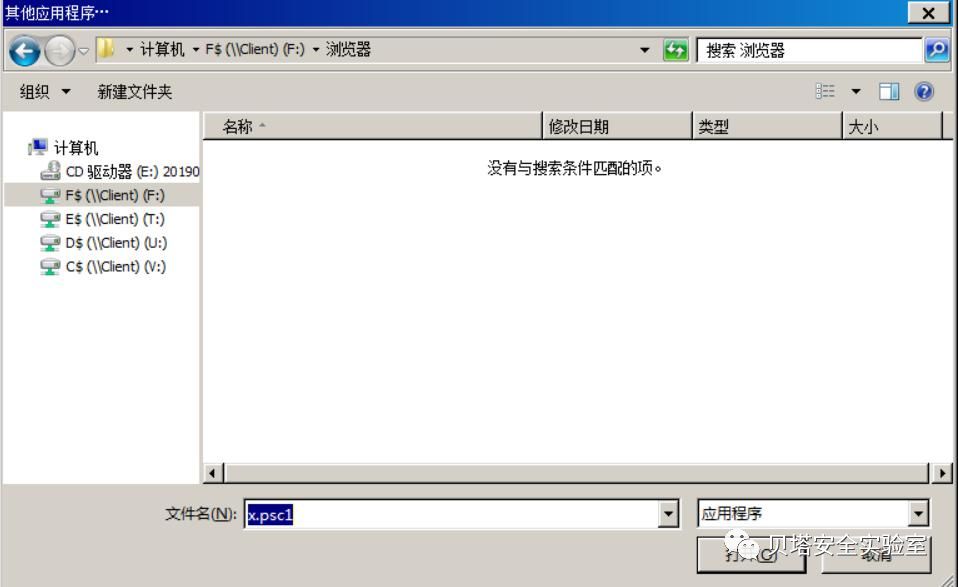 其他应用程序…
计算机 F$ (\\Client) (F:) 浏览器
搜索 浏览器
组织 新建文件夹
名称 修改日期 类型 大小
没有与搜索条件匹配的项。
计算机
CD 驱动器 (E:) 20190
F$ (\\Client) (F:)
E$ (\\Client) (T:)
D$ (\\Client) (U:)
C$ (\\Client) (V:)
文件名(N): x.psc1 应用程序
贝塔安全实验室
打开(O) 取消